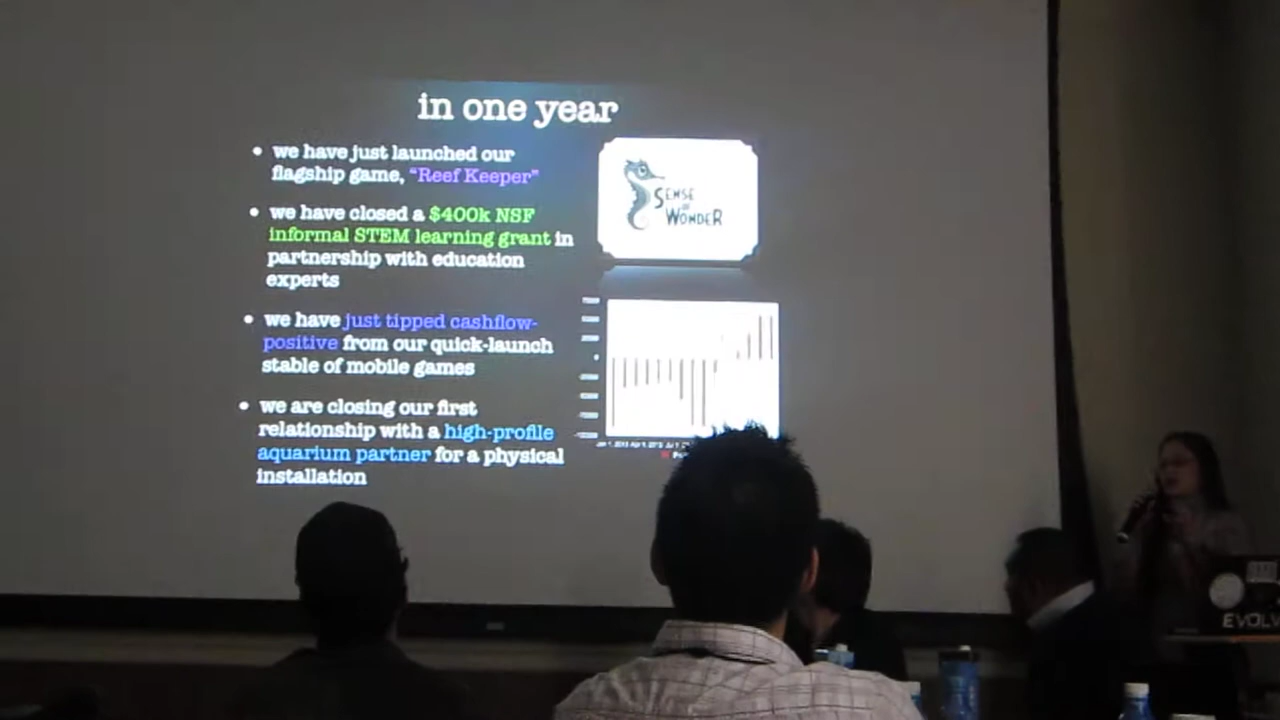 in one year
• we have just launched our
flagship game, “Reef Keeper”
• we have closed a $400k NSF
informal STEM learning grant in
partnership with education
experts
• we have just tipped cashflow-
positive from our quick-launch
stable of mobile games
• we are closing our first
relationship with a high-profile
aquarium partner for a physical
installation
SENSE
OF
WONDER
EVOLV